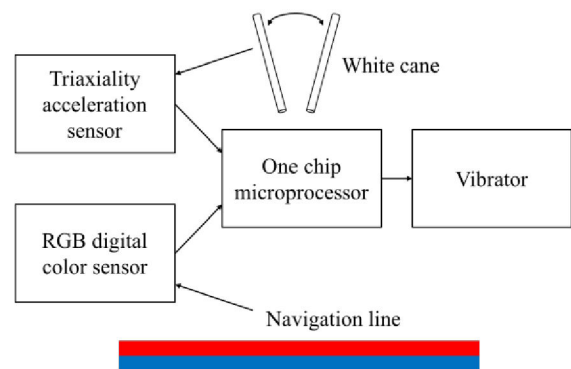 Triaxiality
acceleration
sensor
White cane
One chip
microprocessor
Vibrator
RGB digital
color sensor
Navigation line